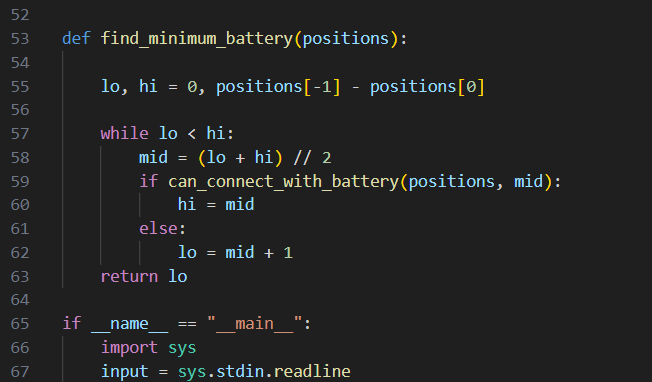 52
53 def find_minimum_battery(positions):
54
55     lo, hi = 0, positions[-1] - positions[0]
56
57     while lo < hi:
58         mid = (lo + hi) // 2
59         if can_connect_with_battery(positions, mid):
60             hi = mid
61         else:
62             lo = mid + 1
63     return lo
64
65 if __name__ == "__main__":
66     import sys
67     input = sys.stdin.readline